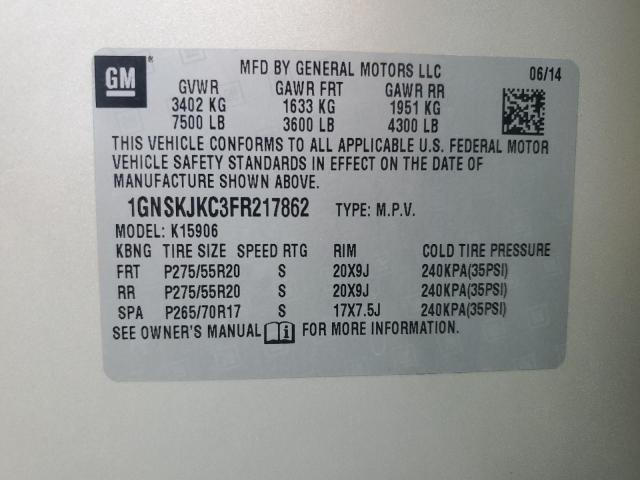 GM®
MFD BY GENERAL MOTORS LLC 06/14
GVWR GAWR FRT GAWR RR
3402 KG 1633 KG 1951 KG
7500 LB 3600 LB 4300 LB
THIS VEHICLE CONFORMS TO ALL APPLICABLE U.S. FEDERAL MOTOR
VEHICLE SAFETY STANDARDS IN EFFECT ON THE DATE OF
MANUFACTURE SHOWN ABOVE.
1GNSKJKC3FR217862 TYPE: M.P.V.
MODEL: K15906
KBNG TIRE SIZE SPEED RTG RIM COLD TIRE PRESSURE
FRT P275/55R20 S 20X9J 240KPA(35PSI)
RR P275/55R20 S 20X9J 240KPA(35PSI)
SPA P265/70R17 S 17X7.5J 240KPA(35PSI)
SEE OWNER'S MANUAL FOR MORE INFORMATION.